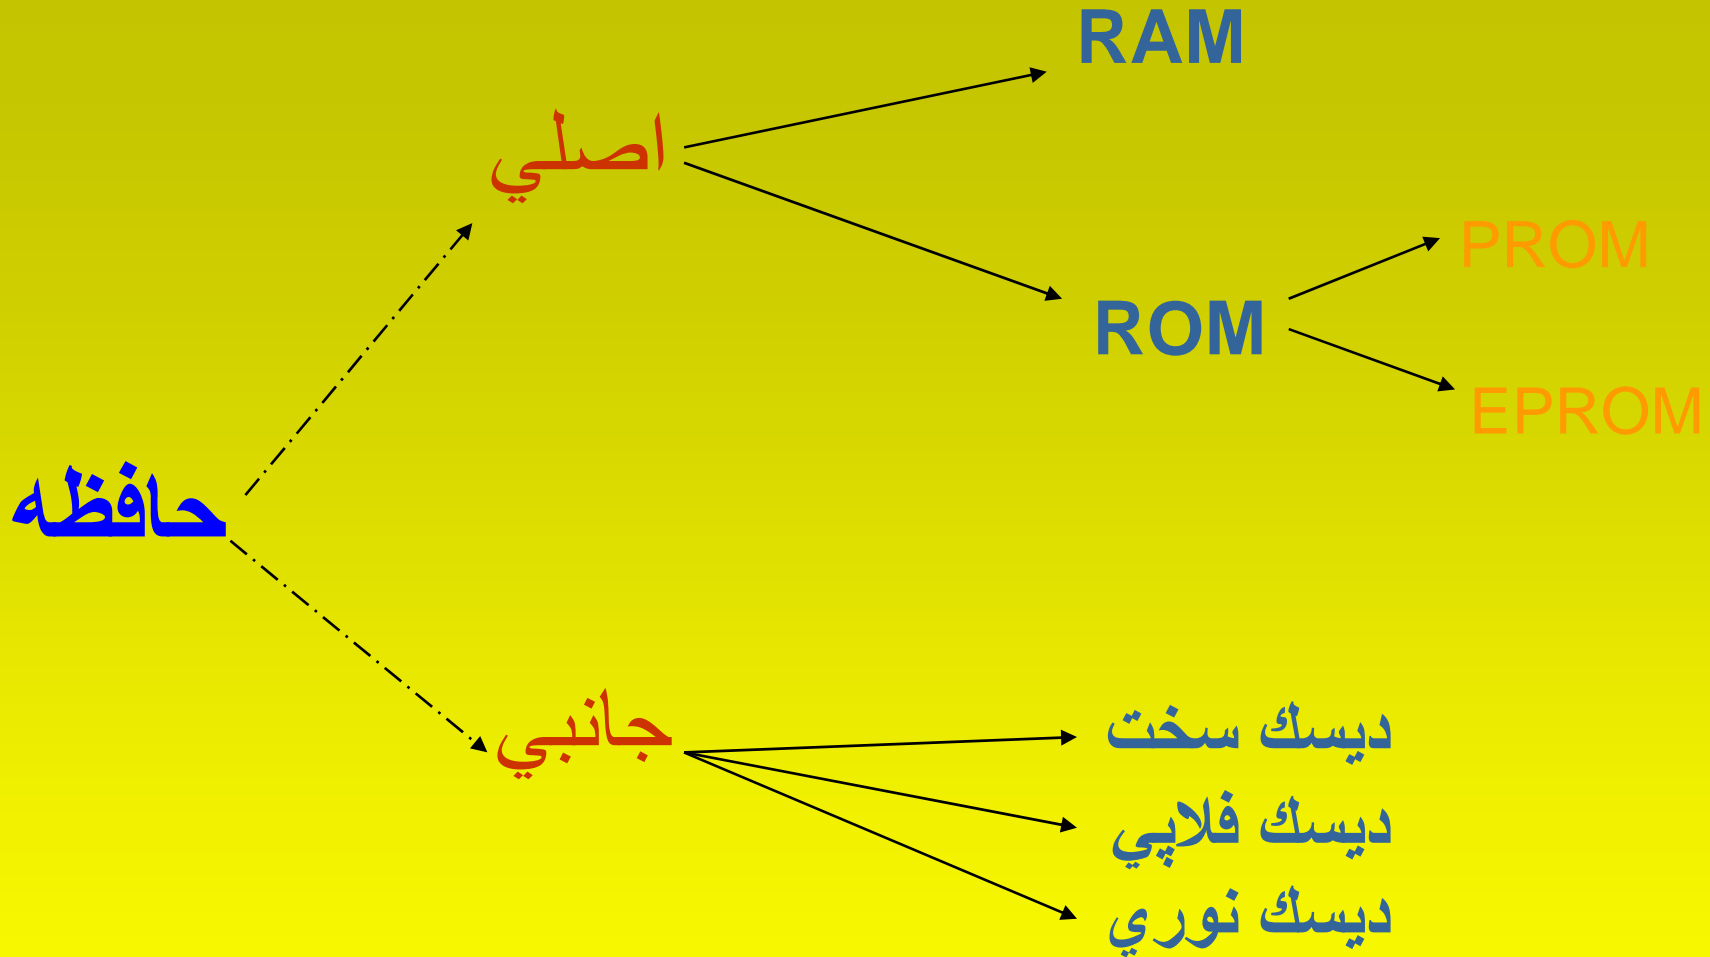 RAM
اصلي
PROM
ROM
EPROM
حافظه
جانبي
ديسك سخت
ديسك فلاپي
ديسك نوري